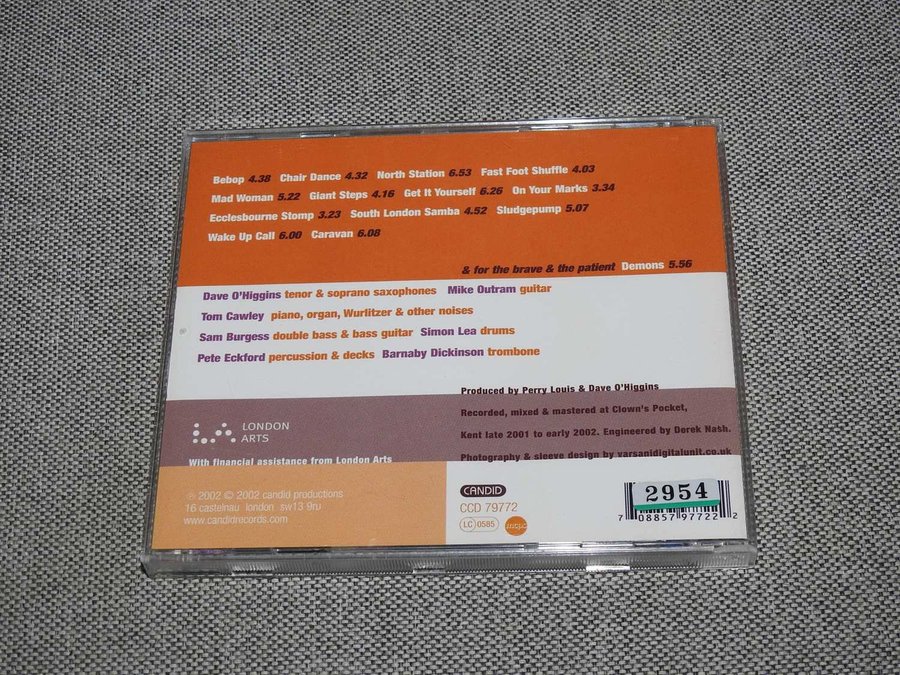 Bebop 4.38 Chair Dance 4.32 North Station 6.53 Fast Foot Shuffle 4.03
Mad Woman 5.22 Giant Steps 4.16 Get It Yourself 6.26 On Your Marks 3.34
Ecclesbourne Stomp 3.23 South London Samba 4.52 Sludgepump 5.07
Wake Up Call 6.00 Caravan 6.08
& for the brave & the patient Demons 5.56
Dave O'Higgins tenor & soprano saxophones Mike Outram guitar
Tom Cawley piano, organ, Wurlitzer & other noises
Sam Burgess double bass & bass guitar Simon Lea drums
Pete Eckford percussion & decks Barnaby Dickinson trombone
Produced by Perry Louis & Dave O'Higgins
Recorded, mixed & mastered at Clown's Pocket,
Kent late 2001 to early 2002. Engineered by Derek Nash.
Photography & sleeve design by varsanidigitalunit.co.uk
LONDON
ARTS
With financial assistance from London Arts
℗ 2002 © 2002 candid productions
16 castelnau london sw13 9ru
www.candidrecords.com
CANDID
CCD 79772
LC 0585 mcps
2954
7 08857 97722 2